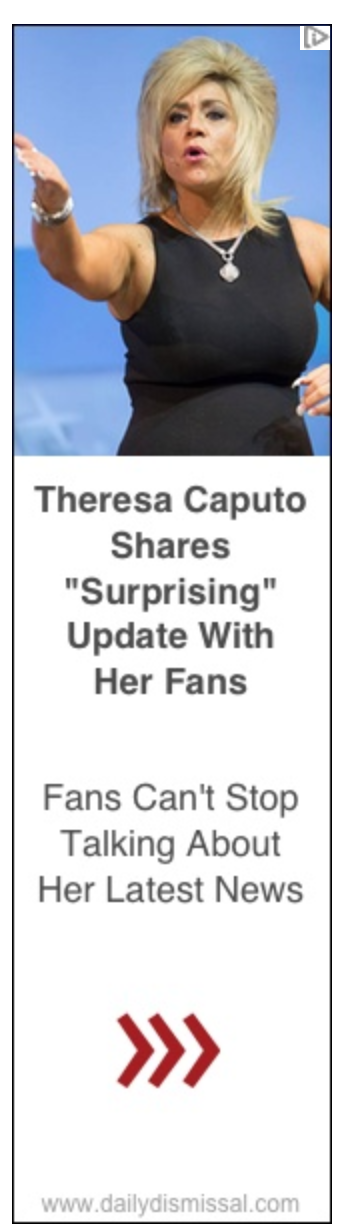 Theresa Caputo
Shares
"Surprising"
Update With
Her Fans
Fans Can't Stop
Talking About
Her Latest News
www.dailydismissal.com